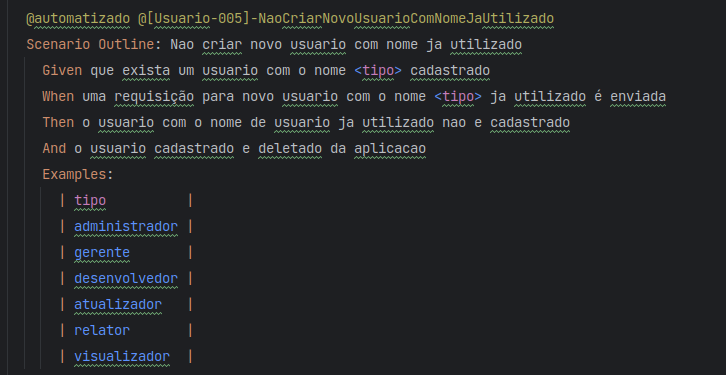 @automatizado @[Usuario-005]-NaoCriarNovoUsuarioComNomeJaUtilizado
Scenario Outline: Nao criar novo usuario com nome ja utilizado
Given que exista um usuario com o nome <tipo> cadastrado
When uma requisição para novo usuario com o nome <tipo> ja utilizado é enviada
Then o usuario com o nome de usuario ja utilizado nao e cadastrado
And o usuario cadastrado e deletado da aplicacao
Examples:
| tipo |
| administrador |
| gerente |
| desenvolvedor |
| atualizador |
| relator |
| visualizador |